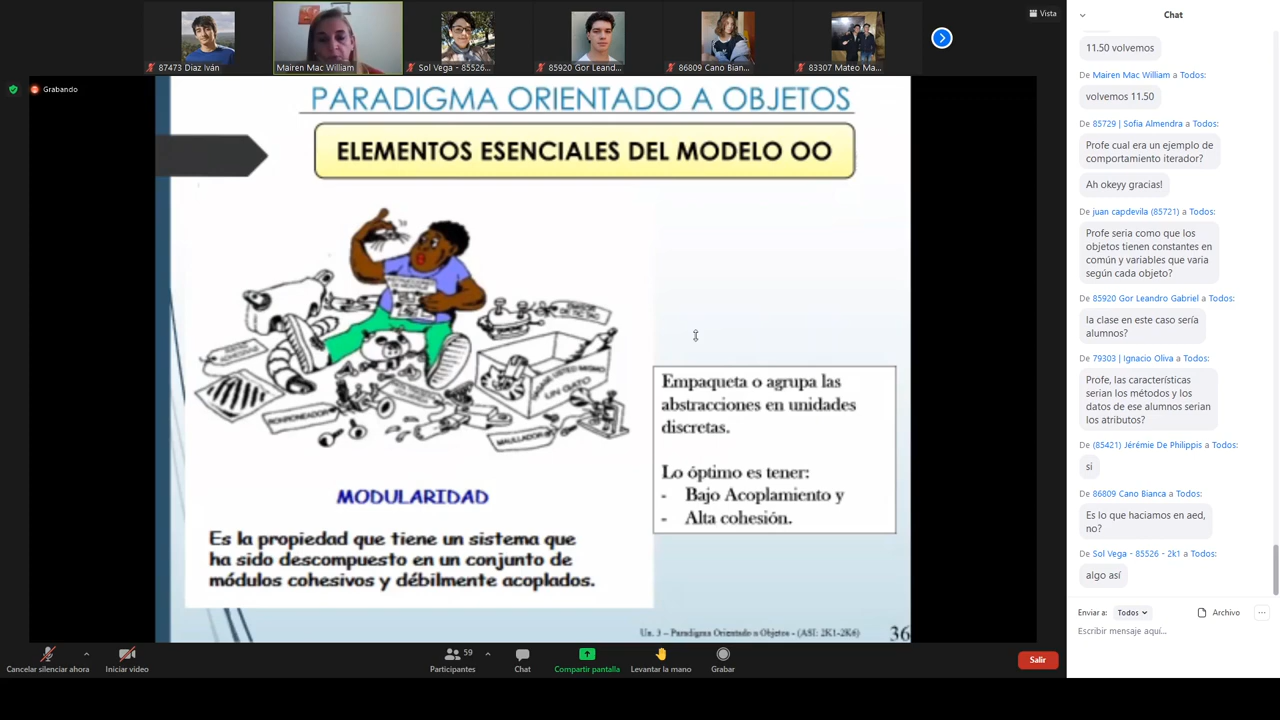 Vista
87473 Diaz Iván
Mairen Mac William
Sol Vega - 85526...
85920 Gor Leand...
86809 Cano Bian...
83307 Mateo Ma...
Grabando
PARADIGMA ORIENTADO A OBJETOS
ELEMENTOS ESENCIALES DEL MODELO OO
HAGALO USTED MISMO
UN GATO
RONRONEADOR
MAULLADOR
Empaqueta o agrupa las
abstracciones en unidades
discretas.
Lo óptimo es tener:
- Bajo Acoplamiento y
- Alta cohesión.
MODULARIDAD
Es la propiedad que tiene un sistema que
ha sido descompuesto en un conjunto de
módulos cohesivos y débilmente acoplados.
Un. 3 – Paradigma Orientado a Objetos - (ASI: 2K1-2K6)
36
Cancelar silenciar ahora
Iniciar video
59
Participantes
Chat
Compartir pantalla
Levantar la mano
Grabar
Salir
Chat
11.50 volvemos
De Mairen Mac William a Todos:
volvemos 11.50
De 85729 | Sofia Almendra a Todos:
Profe cual era un ejemplo de
comportamiento iterador?
Ah okeyy gracias!
De juan capdevila (85721) a Todos:
Profe seria como que los
objetos tienen constantes en
común y variables que varia
según cada objeto?
De 85920 Gor Leandro Gabriel a Todos:
la clase en este caso sería
alumnos?
De 79303 | Ignacio Oliva a Todos:
Profe, las características
serian los métodos y los
datos de ese alumnos serian
los atributos?
De (85421) Jérémie De Philippis a Todos:
si
De 86809 Cano Bianca a Todos:
Es lo que haciamos en aed,
no?
De Sol Vega - 85526 - 2k1 a Todos:
algo así
Enviar a: Todos
Archivo
...
Escribir mensaje aquí...